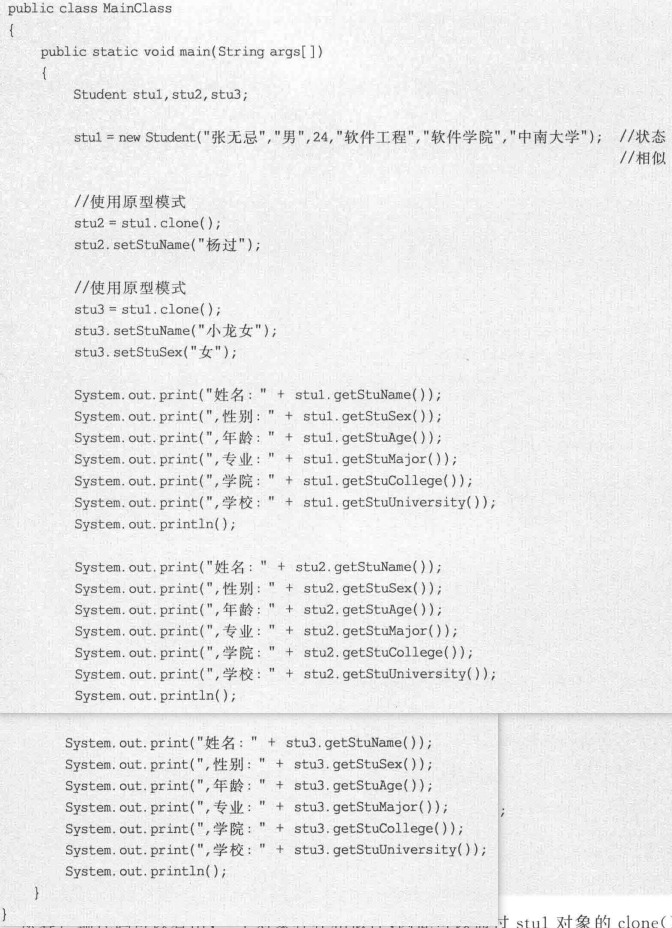 public class MainClass
{
public static void main(String args[])
{
Student stu1,stu2,stu3;
stu1 = new Student("张无忌","男",24,"软件工程","软件学院","中南大学"); //状态
//相似
//使用原型模式
stu2 = stu1.clone();
stu2.setStuName("杨过");
//使用原型模式
stu3 = stu1.clone();
stu3.setStuName("小龙女");
stu3.setStuSex("女");
System.out.print("姓名:" + stu1.getStuName());
System.out.print(",性别:" + stu1.getStuSex());
System.out.print(",年龄:" + stu1.getStuAge());
System.out.print(",专业:" + stu1.getStuMajor());
System.out.print(",学院:" + stu1.getStuCollege());
System.out.print(",学校:" + stu1.getStuUniversity());
System.out.println();
System.out.print("姓名:" + stu2.getStuName());
System.out.print(",性别:" + stu2.getStuSex());
System.out.print(",年龄:" + stu2.getStuAge());
System.out.print(",专业:" + stu2.getStuMajor());
System.out.print(",学院:" + stu2.getStuCollege());
System.out.print(",学校:" + stu2.getStuUniversity());
System.out.println();
System.out.print("姓名:" + stu3.getStuName());
System.out.print(",性别:" + stu3.getStuSex());
System.out.print(",年龄:" + stu3.getStuAge());
System.out.print(",专业:" + stu3.getStuMajor()); ;
System.out.print(",学院:" + stu3.getStuCollege());
System.out.print(",学校:" + stu3.getStuUniversity());
System.out.println();
}
}
stu1 对象的 clone(